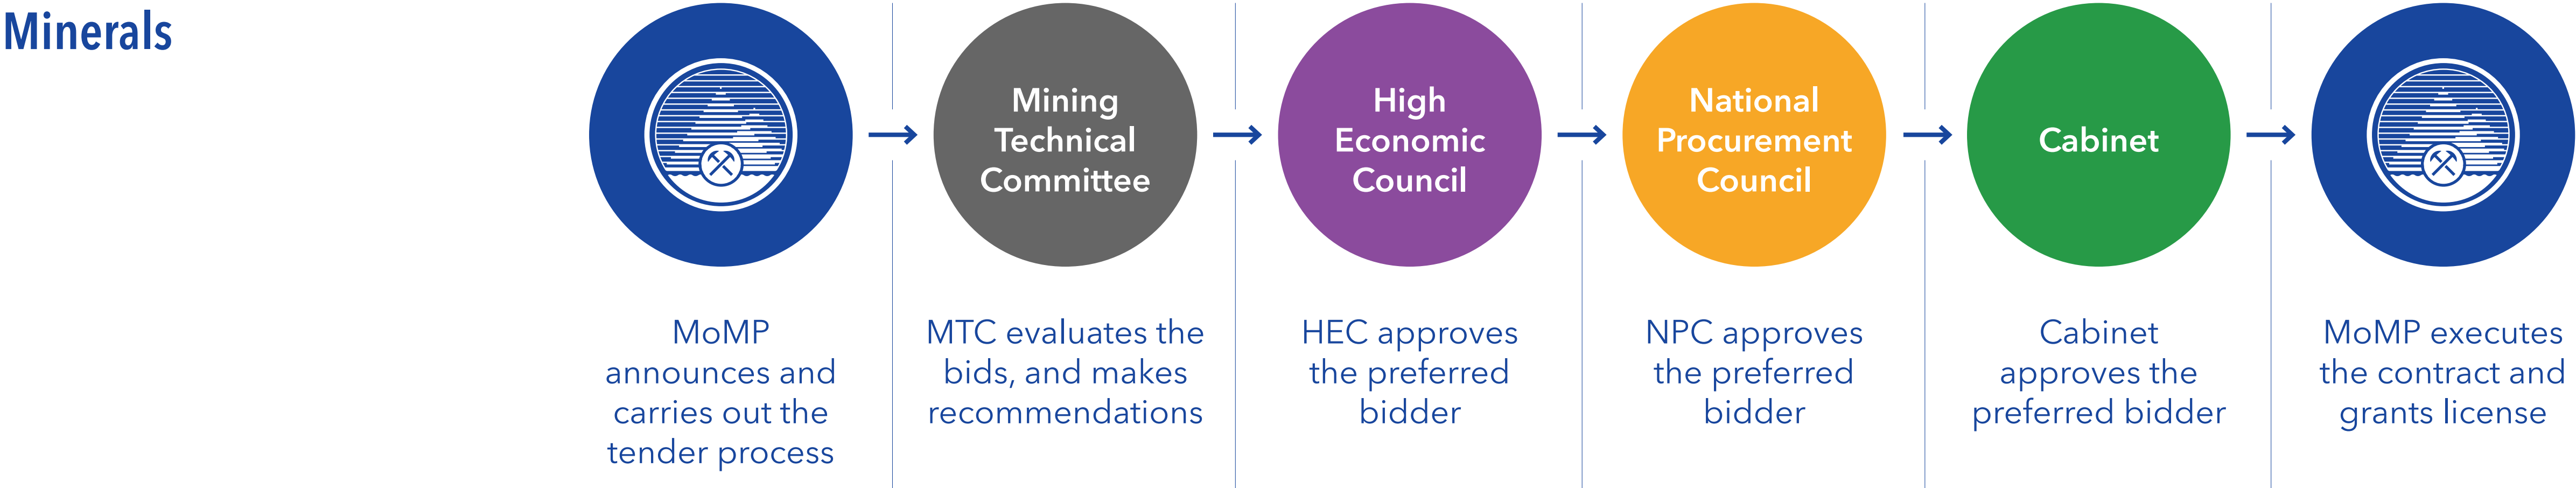 Minerals
Mining
Technical
Committee
High
Economic
Council
National
Procurement
Council
Cabinet
MoMP
announces and
carries out the
tender process
MTC evaluates the
bids, and makes
recommendations
HEC approves
the preferred
bidder
NPC approves
the preferred
bidder
Cabinet
approves the
preferred bidder
MoMP executes
the contract and
grants license